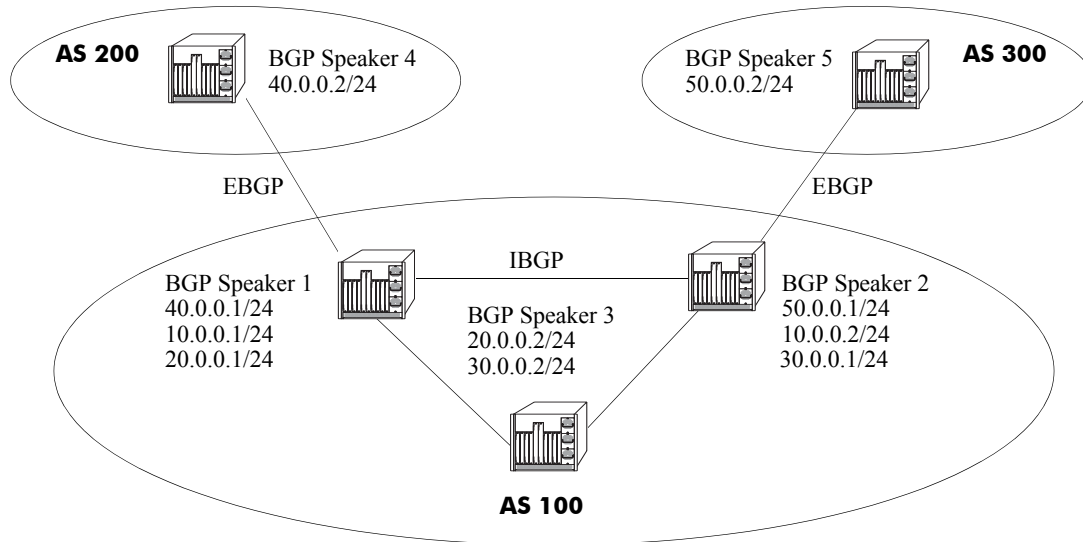 AS 200
BGP Speaker 4
40.0.0.2/24
BGP Speaker 5
50.0.0.2/24
AS 300
EBGP
EBGP
IBGP
BGP Speaker 1
40.0.0.1/24
10.0.0.1/24
20.0.0.1/24
BGP Speaker 3
20.0.0.2/24
30.0.0.2/24
BGP Speaker 2
50.0.0.1/24
10.0.0.2/24
30.0.0.1/24
AS 100